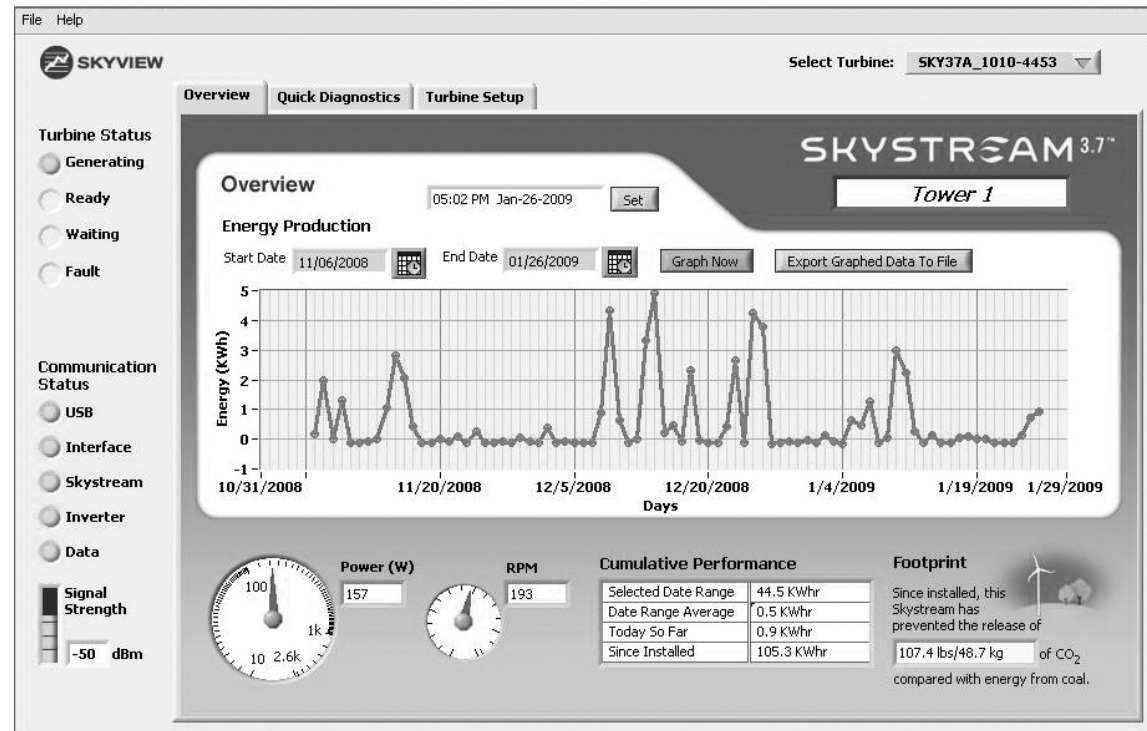 File Help
SKYVIEW
Select Turbine: SKY37A_1010-4453
Overview Quick Diagnostics Turbine Setup
Turbine Status
Generating
Ready
Waiting
Fault
Communication
Status
USB
Interface
Skystream
Inverter
Data
Signal
Strength
-50 dBm
SKYSTREAM 3.7™
Tower 1
Overview
05:02 PM Jan-26-2009 Set
Energy Production
Start Date 11/06/2008 End Date 01/26/2009 Graph Now Export Graphed Data To File
Energy (KWh)
5
4
3
2
1
0
-1
10/31/2008 11/20/2008 12/5/2008 12/20/2008 1/4/2009 1/19/2009 1/29/2009
Days
100
1k
10 2.6k
Power (W)
157
RPM
193
Cumulative Performance
Selected Date Range 44.5 KWhr
Date Range Average 0.5 KWhr
Today So Far 0.9 KWhr
Since Installed 105.3 KWhr
Footprint
Since installed, this
Skystream has
prevented the release of
107.4 lbs/48.7 kg of CO2
compared with energy from coal.